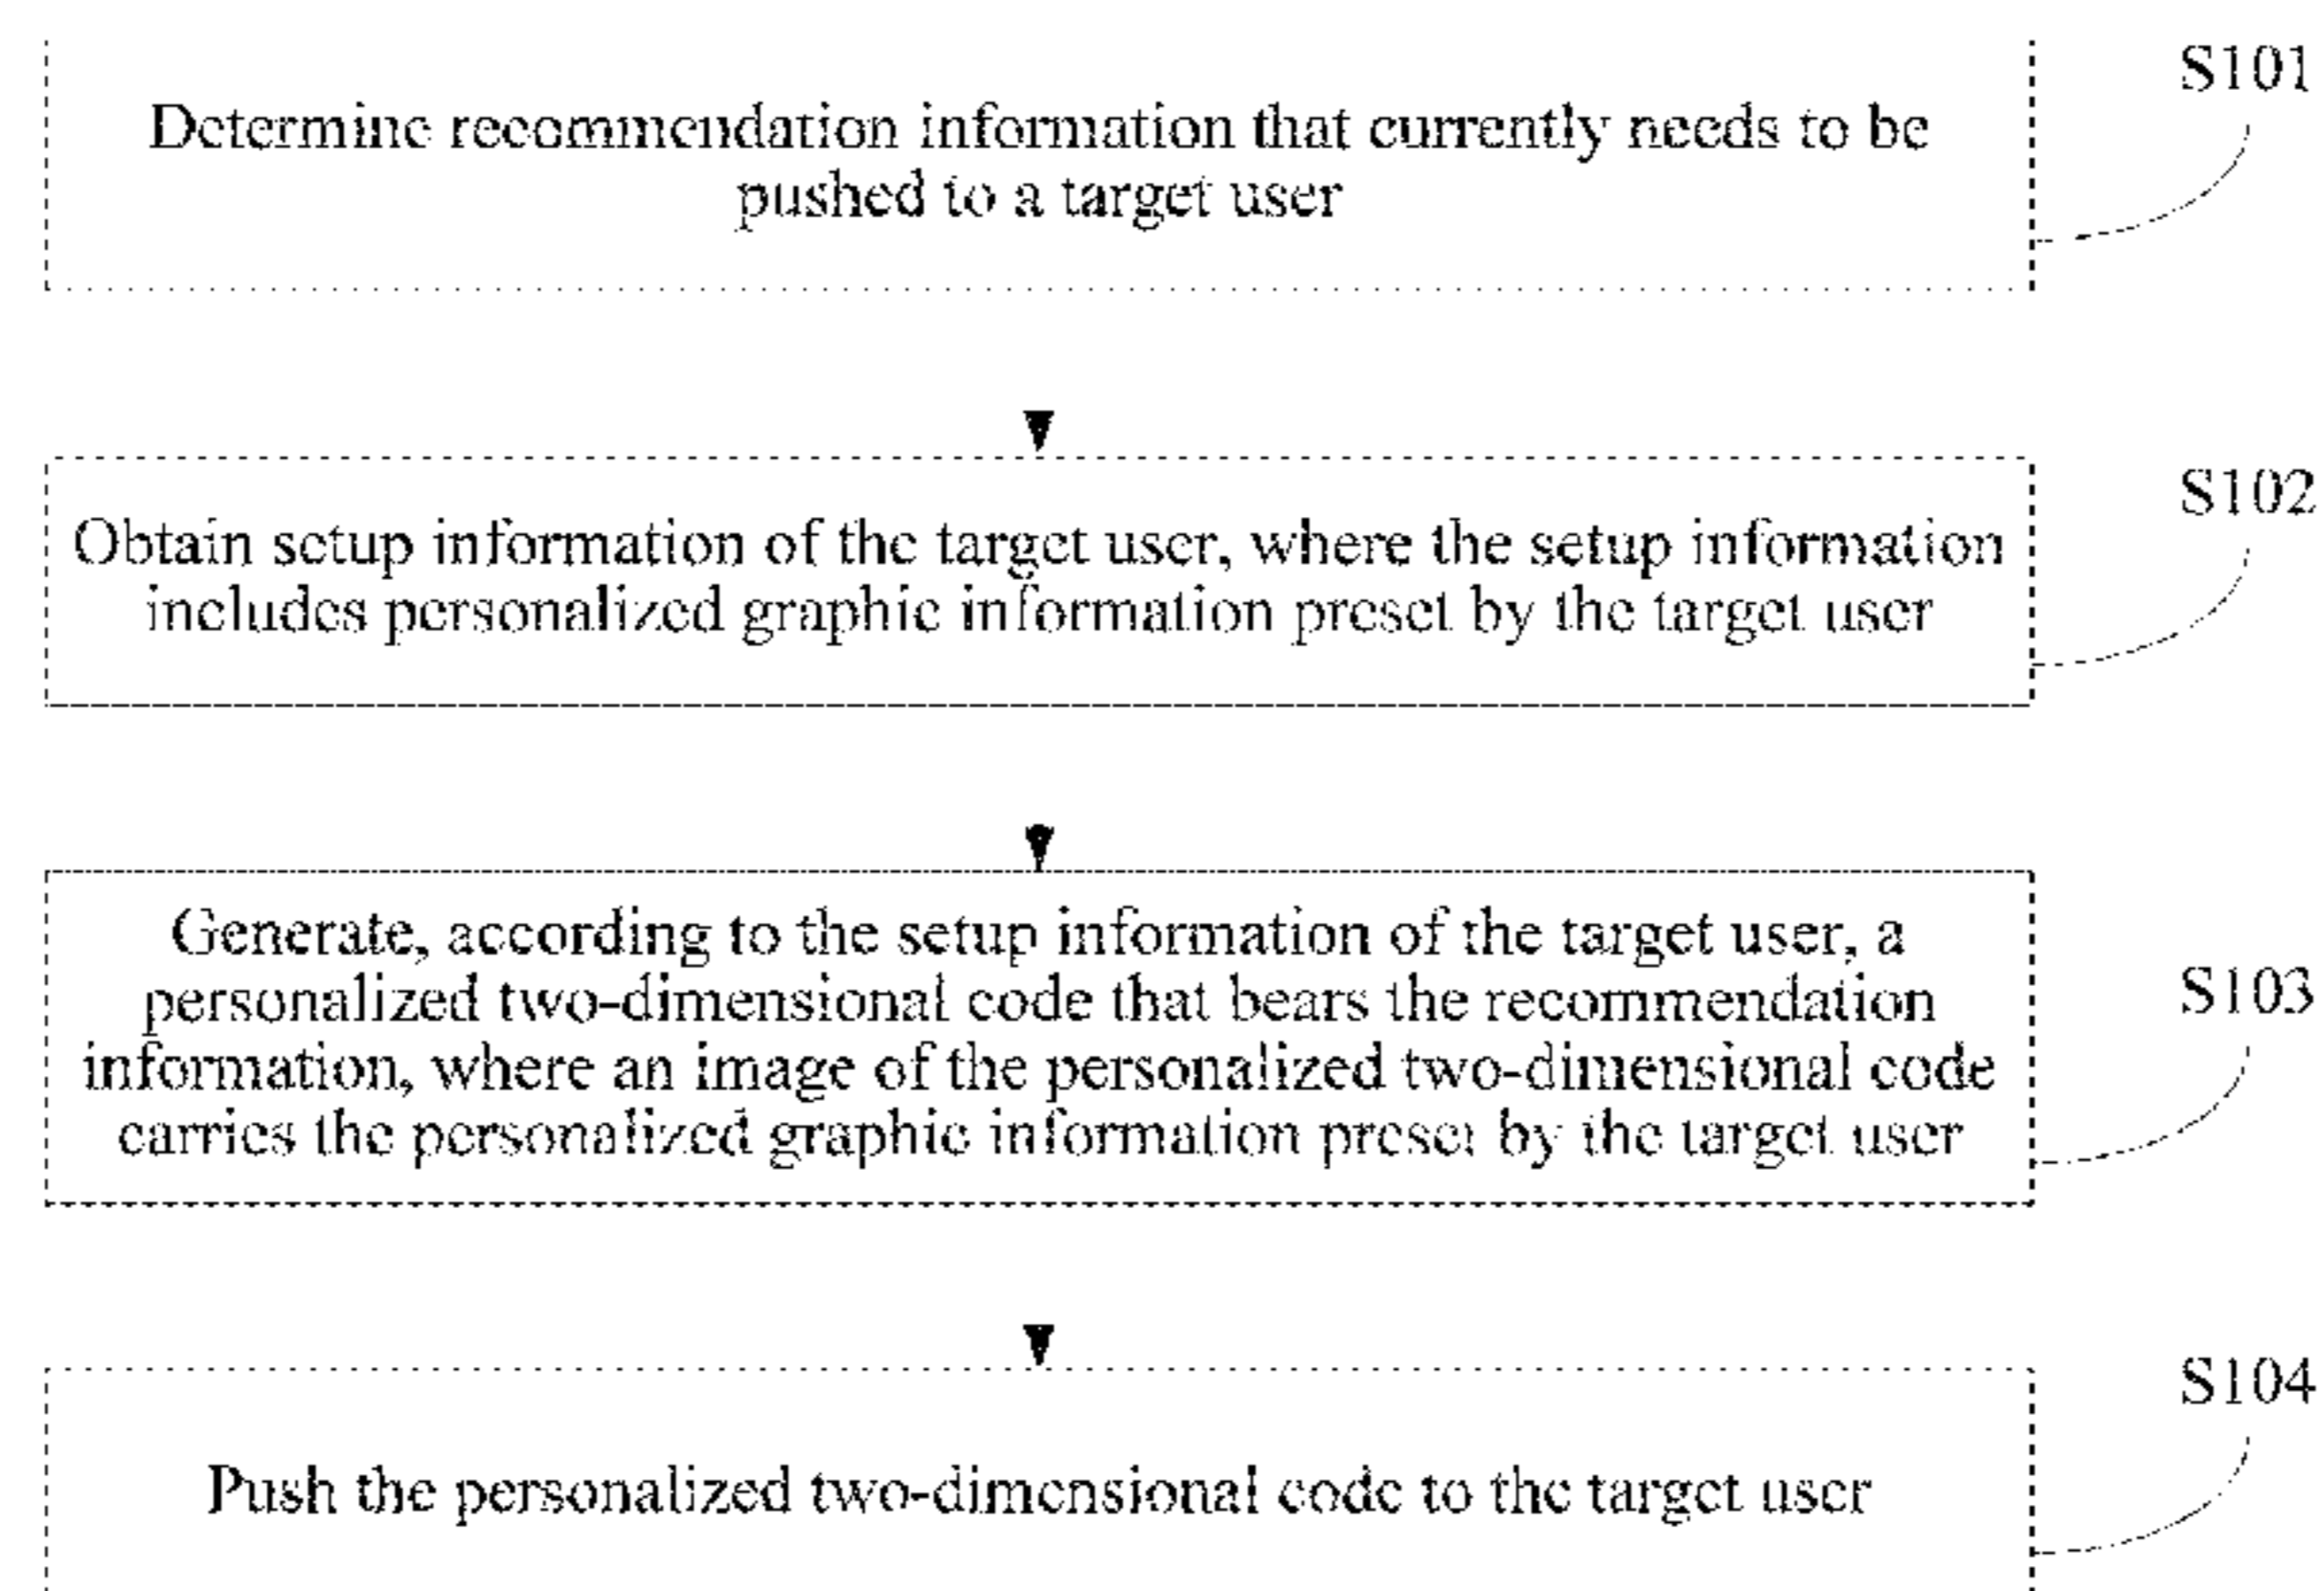 S101
Determine recommendation information that currently needs to be
pushed to a target user
S102
Obtain setup information of the target user, where the setup information
includes personalized graphic information preset by the target user
Generate, according to the setup information of the target user, a
personalized two-dimensional code that bears the recommendation
S103
information, where an image of the personalized two-dimensional code
carries the personalized graphic information preset by the target user
S104
Push the personalized two-dimensional code to the target user